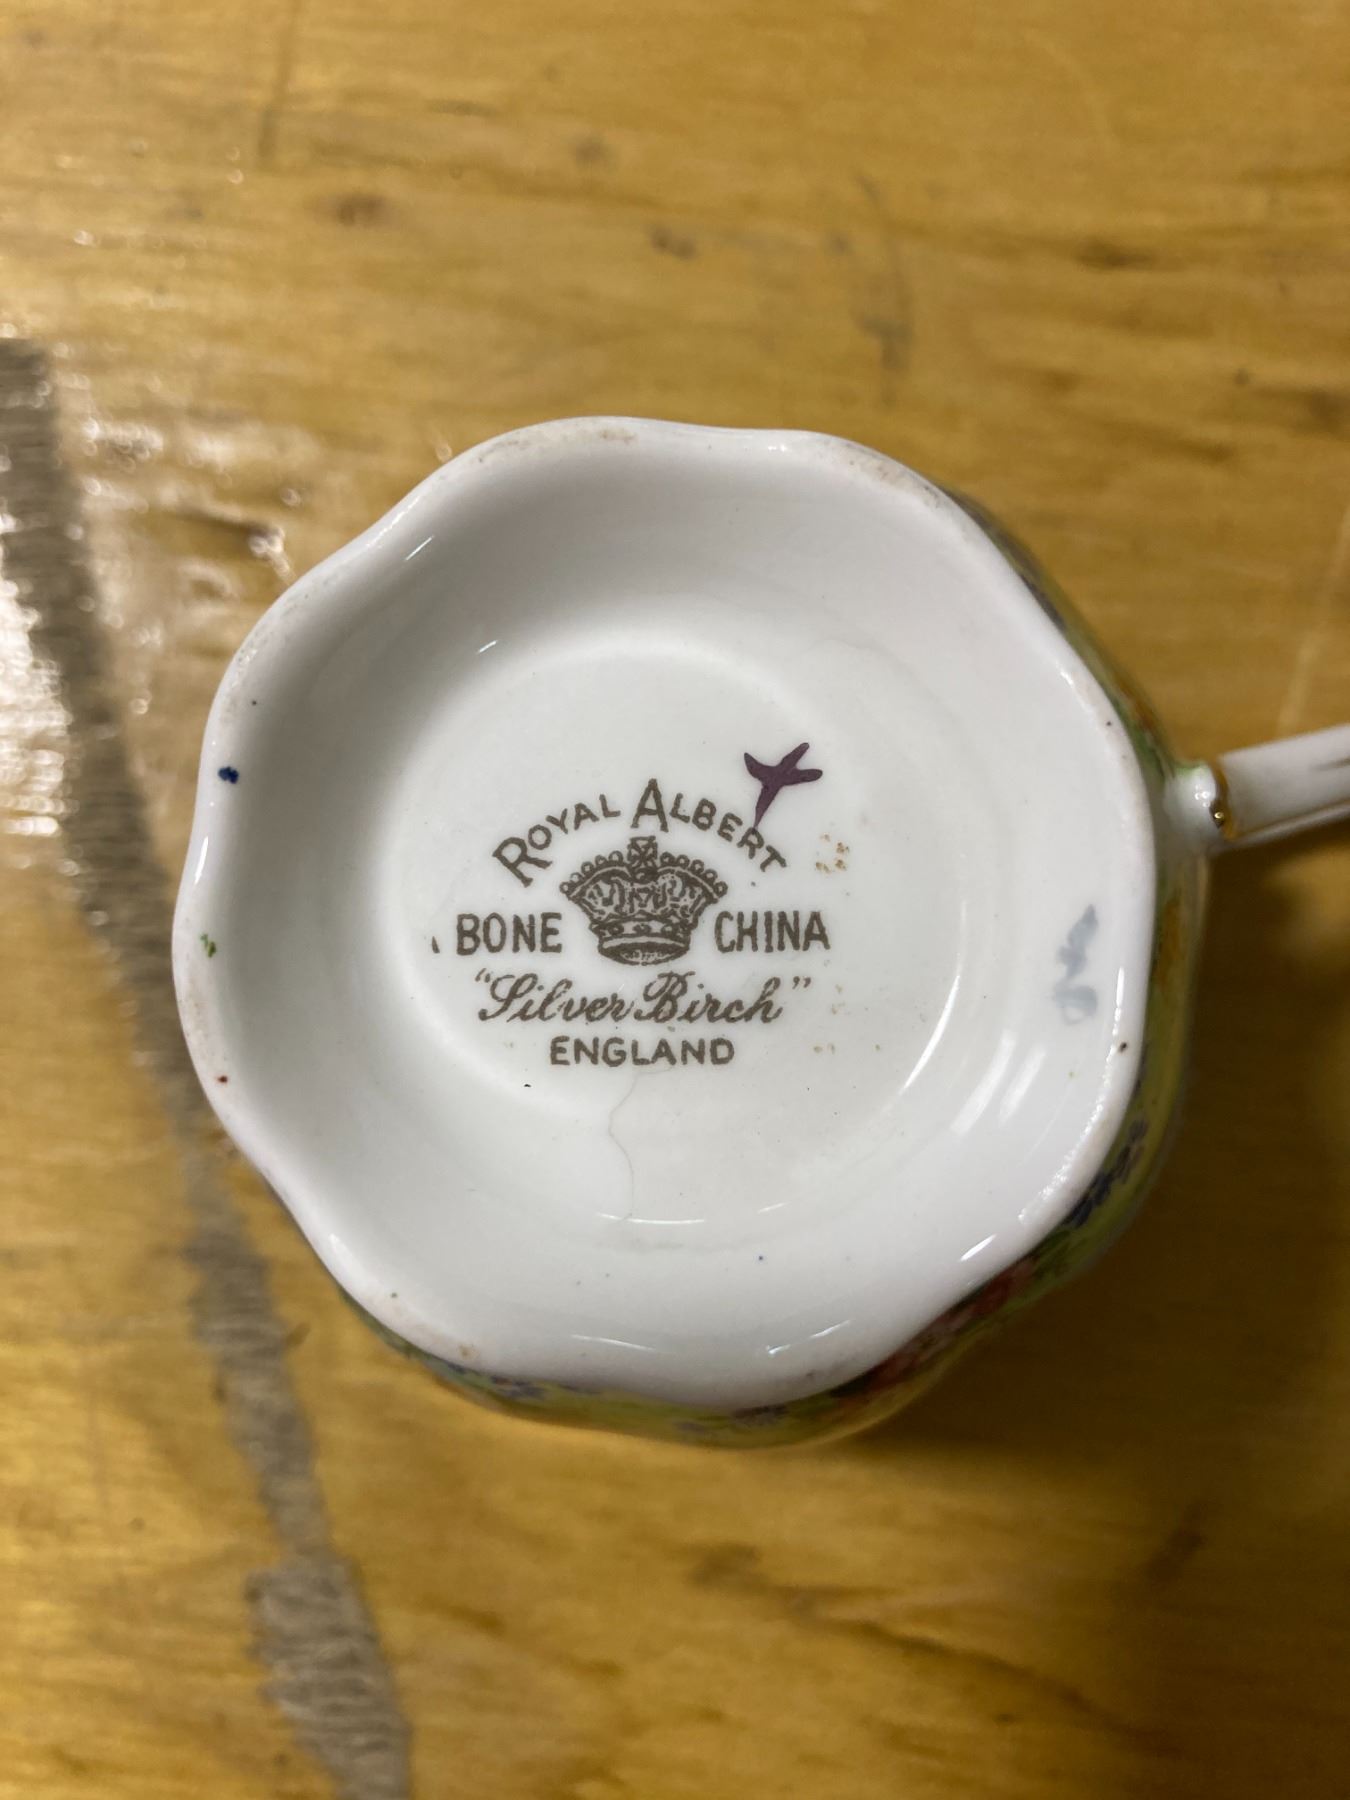 ROYAL ALBERT
BONE CHINA
"Silver Birch"
ENGLAND